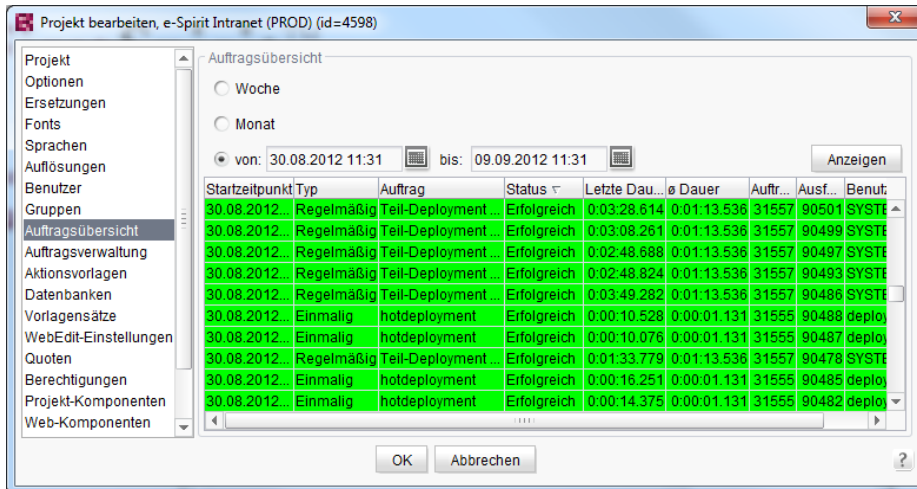 Projekt bearbeiten, e-Spirit Intranet (PROD) (id=4598)
Projekt
Optionen
Ersetzungen
Fonts
Sprachen
Auflösungen
Benutzer
Gruppen
Auftragsübersicht
Auftragsverwaltung
Aktionsvorlagen
Datenbanken
Vorlagensätze
WebEdit-Einstellungen
Quoten
Berechtigungen
Projekt-Komponenten
Web-Komponenten
Auftragsübersicht
Woche
Monat
von: 30.08.2012 11:31 bis: 09.09.2012 11:31 Anzeigen
Startzeitpunkt Typ Auftrag Status Letzte Dau... ø Dauer Auftr... Ausf... Benutz
30.08.2012... Regelmäßig Teil-Deployment ... Erfolgreich 0:03:28.614 0:01:13.536 31557 90501 SYSTE
30.08.2012... Regelmäßig Teil-Deployment ... Erfolgreich 0:03:08.261 0:01:13.536 31557 90499 SYSTE
30.08.2012... Regelmäßig Teil-Deployment ... Erfolgreich 0:02:48.688 0:01:13.536 31557 90497 SYSTE
30.08.2012... Regelmäßig Teil-Deployment ... Erfolgreich 0:02:48.824 0:01:13.536 31557 90493 SYSTE
30.08.2012... Regelmäßig Teil-Deployment ... Erfolgreich 0:03:49.282 0:01:13.536 31557 90486 SYSTE
30.08.2012... Einmalig hotdeployment Erfolgreich 0:00:10.528 0:00:01.131 31555 90488 deploy
30.08.2012... Einmalig hotdeployment Erfolgreich 0:00:10.076 0:00:01.131 31555 90487 deploy
30.08.2012... Regelmäßig Teil-Deployment ... Erfolgreich 0:01:33.779 0:01:13.536 31557 90478 SYSTE
30.08.2012... Einmalig hotdeployment Erfolgreich 0:00:16.251 0:00:01.131 31555 90485 deploy
30.08.2012... Einmalig hotdeployment Erfolgreich 0:00:14.375 0:00:01.131 31555 90482 deploy
OK Abbrechen ?